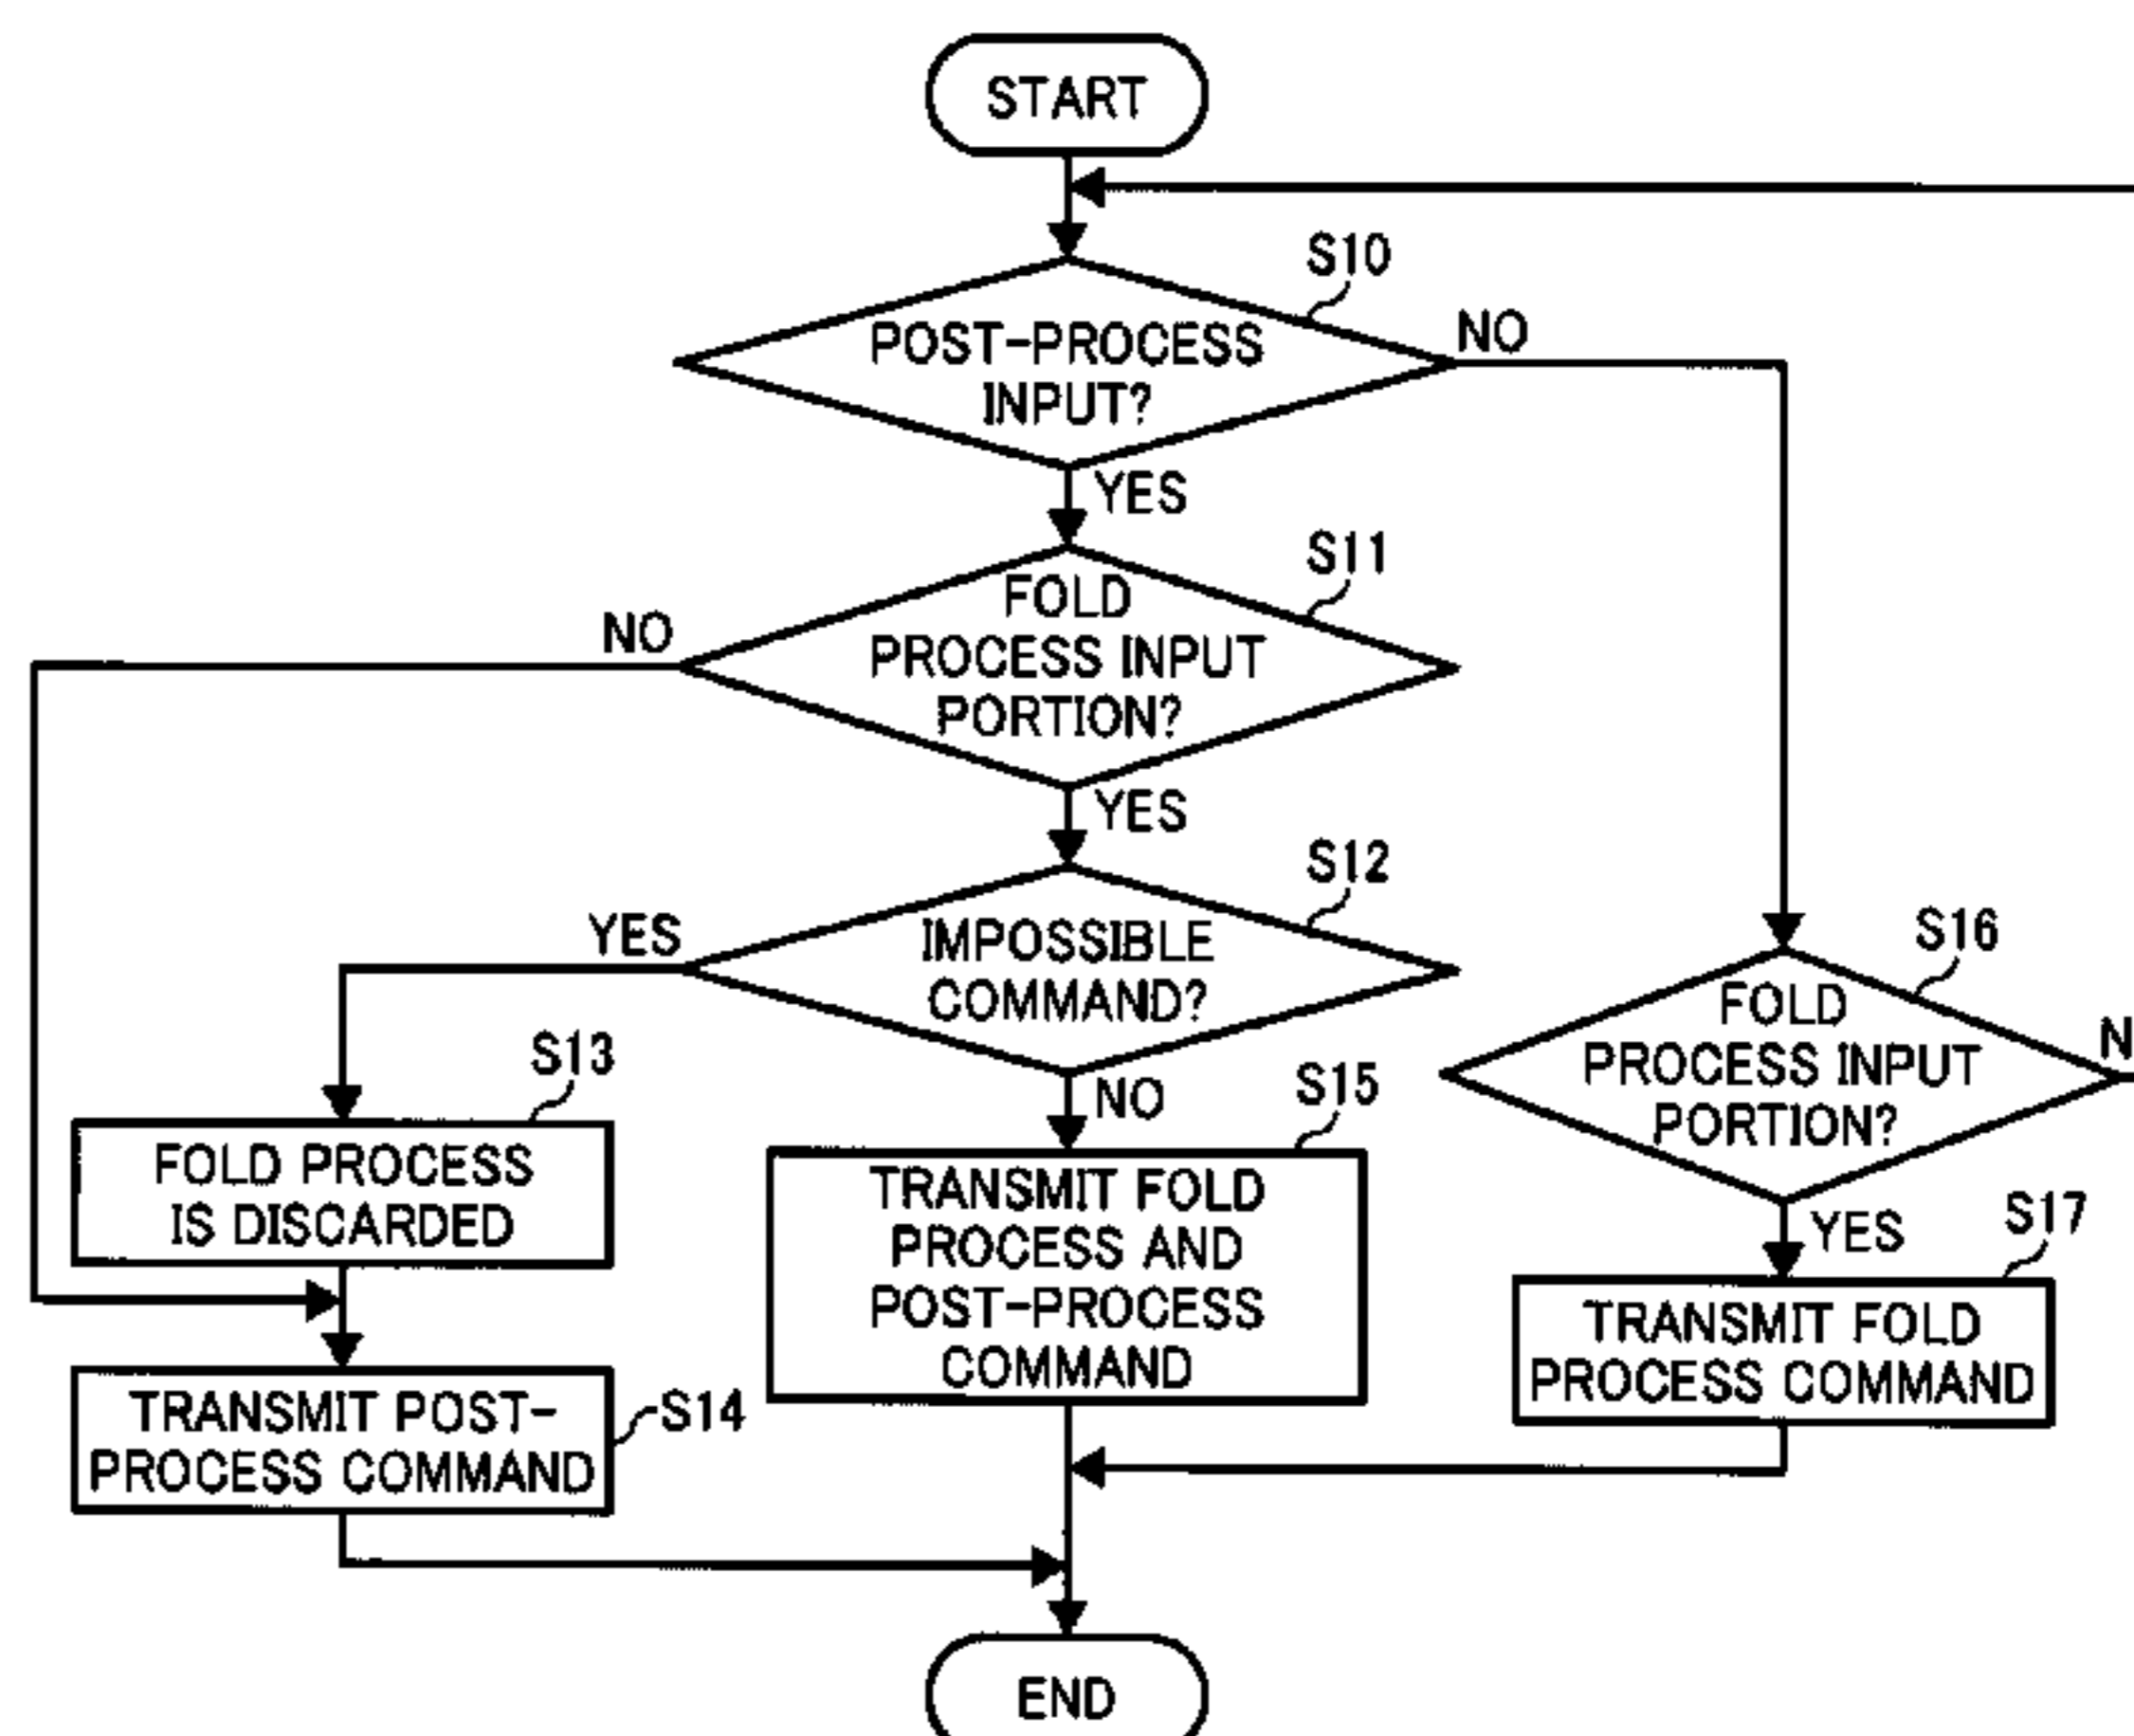 START
S10
POST-PROCESS
INPUT?
NO
YES
S11
FOLD
PROCESS INPUT
PORTION?
NO
YES
S12
IMPOSSIBLE
COMMAND?
YES
NO
S16
FOLD
PROCESS INPUT
PORTION?
N
YES
S13
FOLD PROCESS
IS DISCARDED
S15
TRANSMIT FOLD
PROCESS AND
POST-PROCESS
COMMAND
S17
TRANSMIT FOLD
PROCESS COMMAND
TRANSMIT POST-
PROCESS COMMAND
S14
END